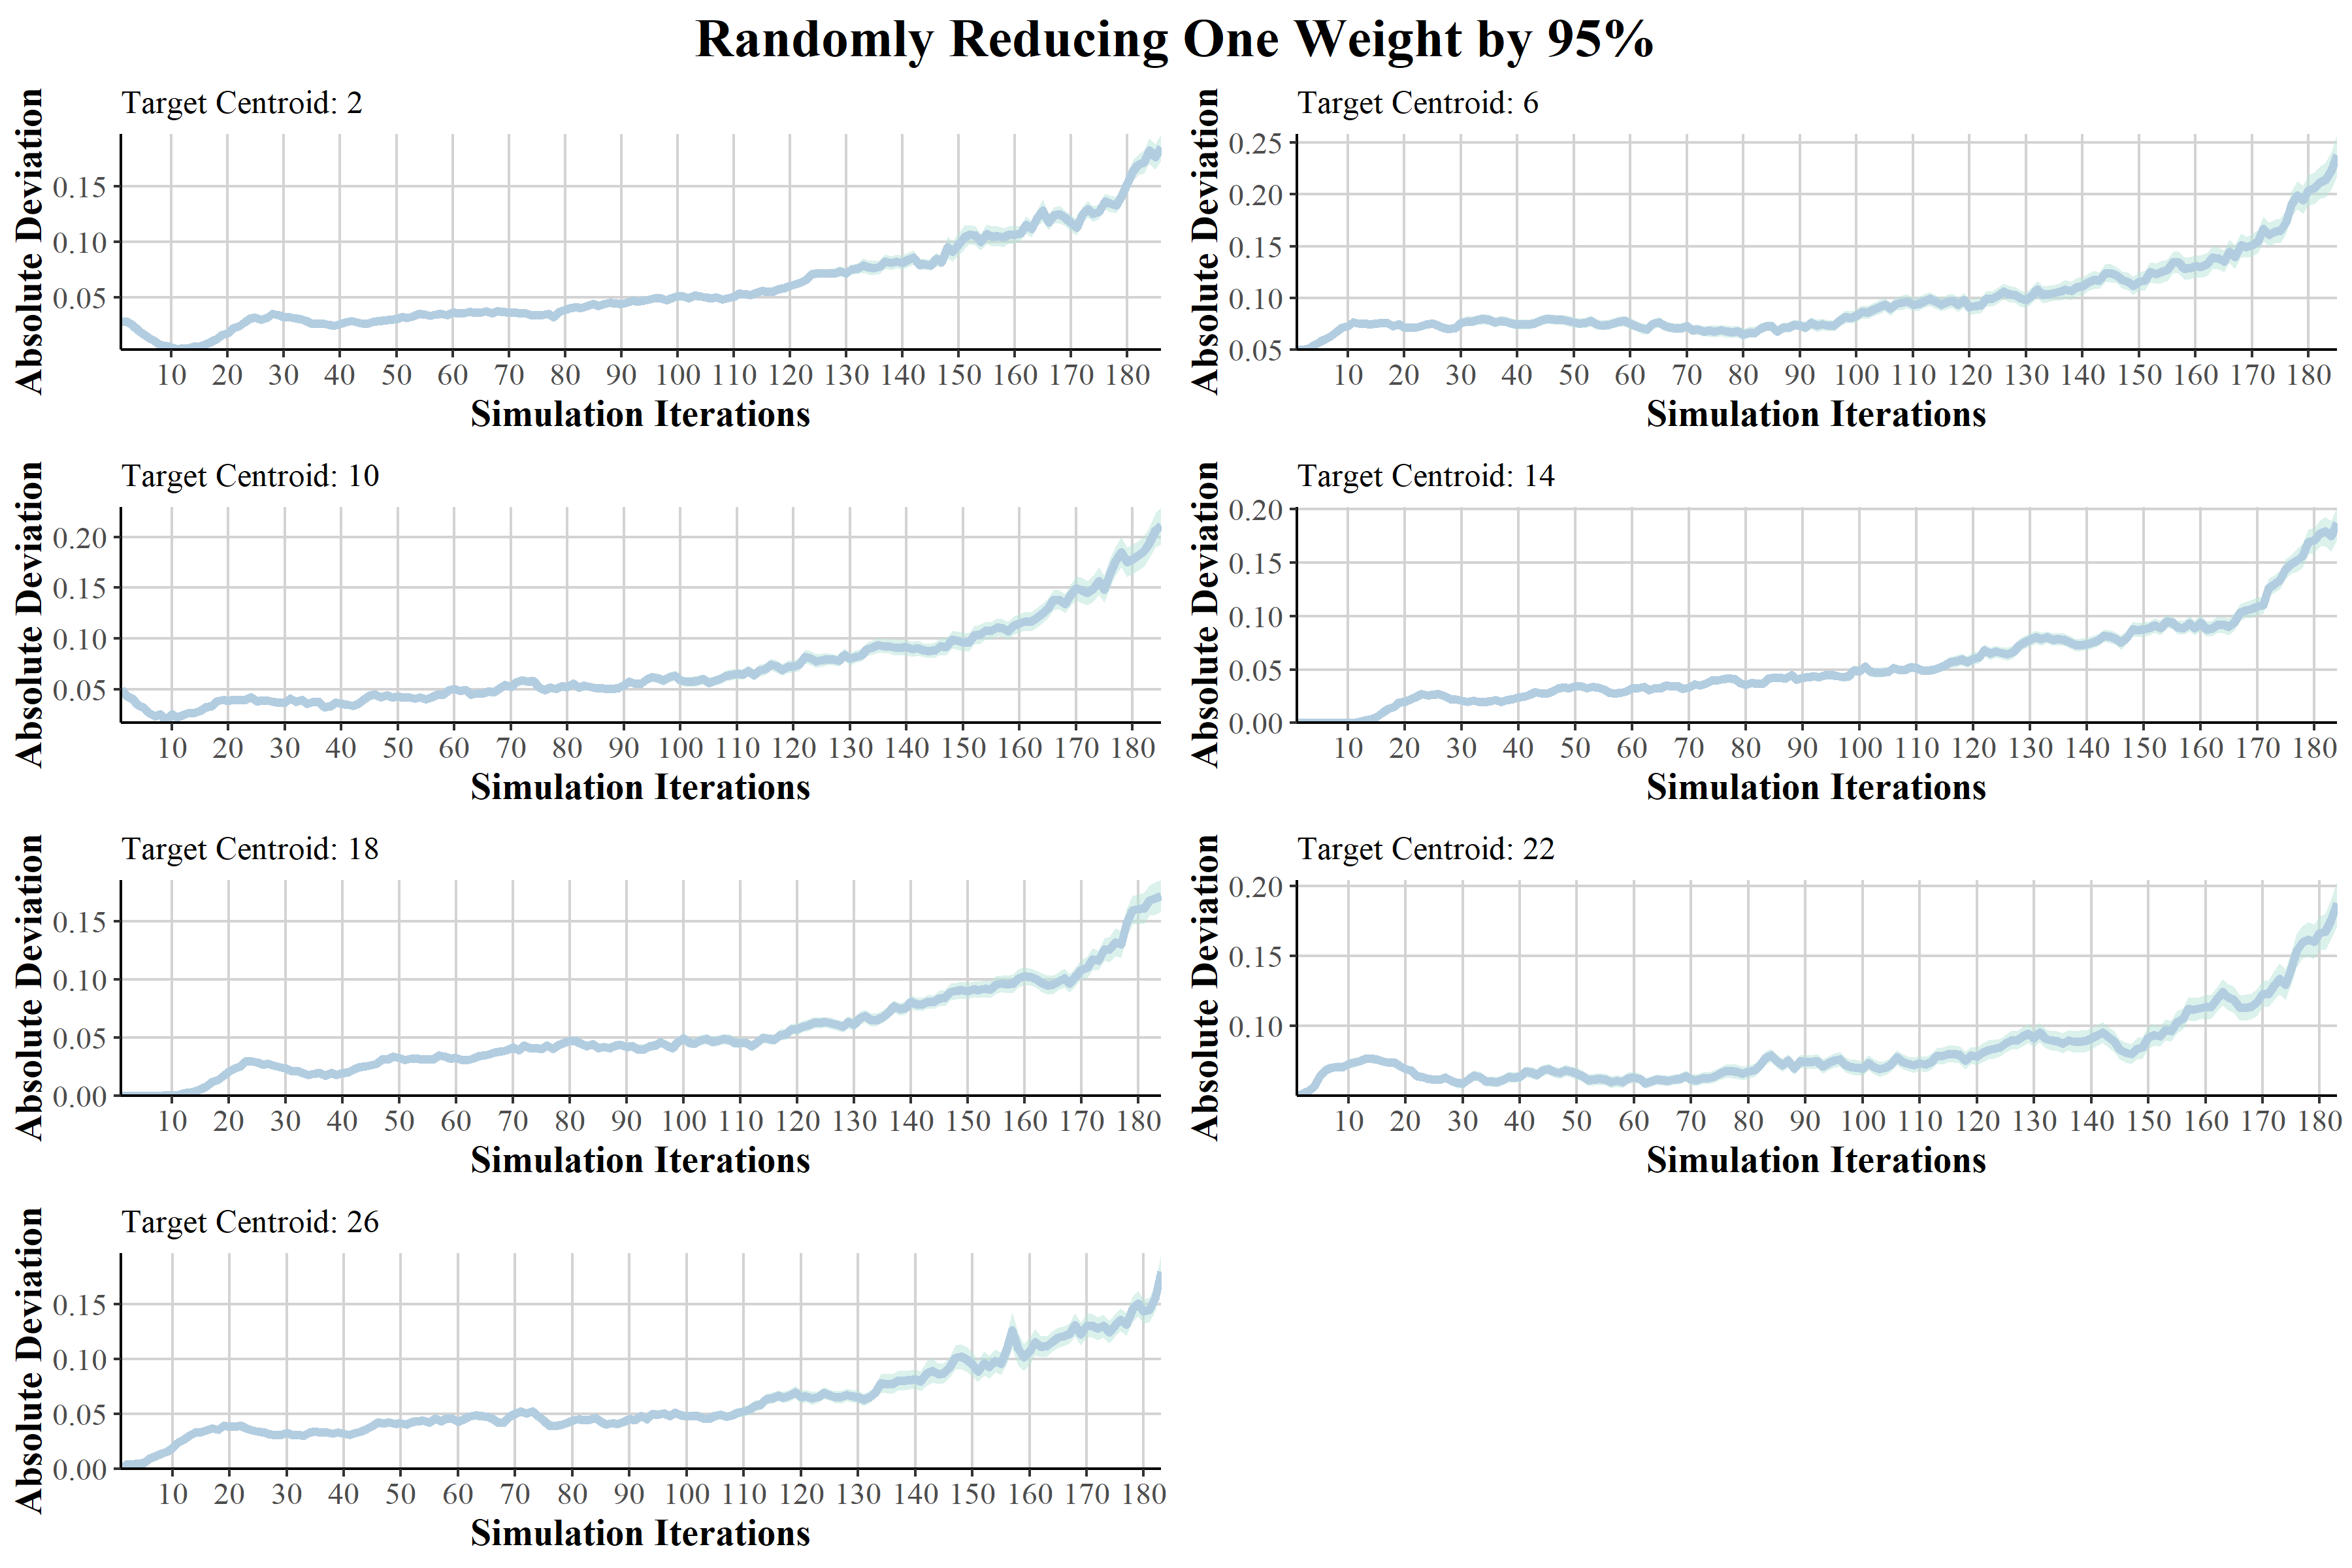 Randomly Reducing One Weight by 95%
Target Centroid: 2
Absolute Deviation
0.15
0.10
0.05
10 20 30 40 50 60 70 80 90 100 110 120 130 140 150 160 170 180
Simulation Iterations
Target Centroid: 6
Absolute Deviation
0.25
0.20
0.15
0.10
0.05
10 20 30 40 50 60 70 80 90 100 110 120 130 140 150 160 170 180
Simulation Iterations
Target Centroid: 10
Absolute Deviation
0.20
0.15
0.10
0.05
10 20 30 40 50 60 70 80 90 100 110 120 130 140 150 160 170 180
Simulation Iterations
Target Centroid: 14
Absolute Deviation
0.20
0.15
0.10
0.05
0.00
10 20 30 40 50 60 70 80 90 100 110 120 130 140 150 160 170 180
Simulation Iterations
Target Centroid: 18
Absolute Deviation
0.15
0.10
0.05
0.00
10 20 30 40 50 60 70 80 90 100 110 120 130 140 150 160 170 180
Simulation Iterations
Target Centroid: 22
Absolute Deviation
0.20
0.15
0.10
10 20 30 40 50 60 70 80 90 100 110 120 130 140 150 160 170 180
Simulation Iterations
Target Centroid: 26
Absolute Deviation
0.15
0.10
0.05
0.00
10 20 30 40 50 60 70 80 90 100 110 120 130 140 150 160 170 180
Simulation Iterations